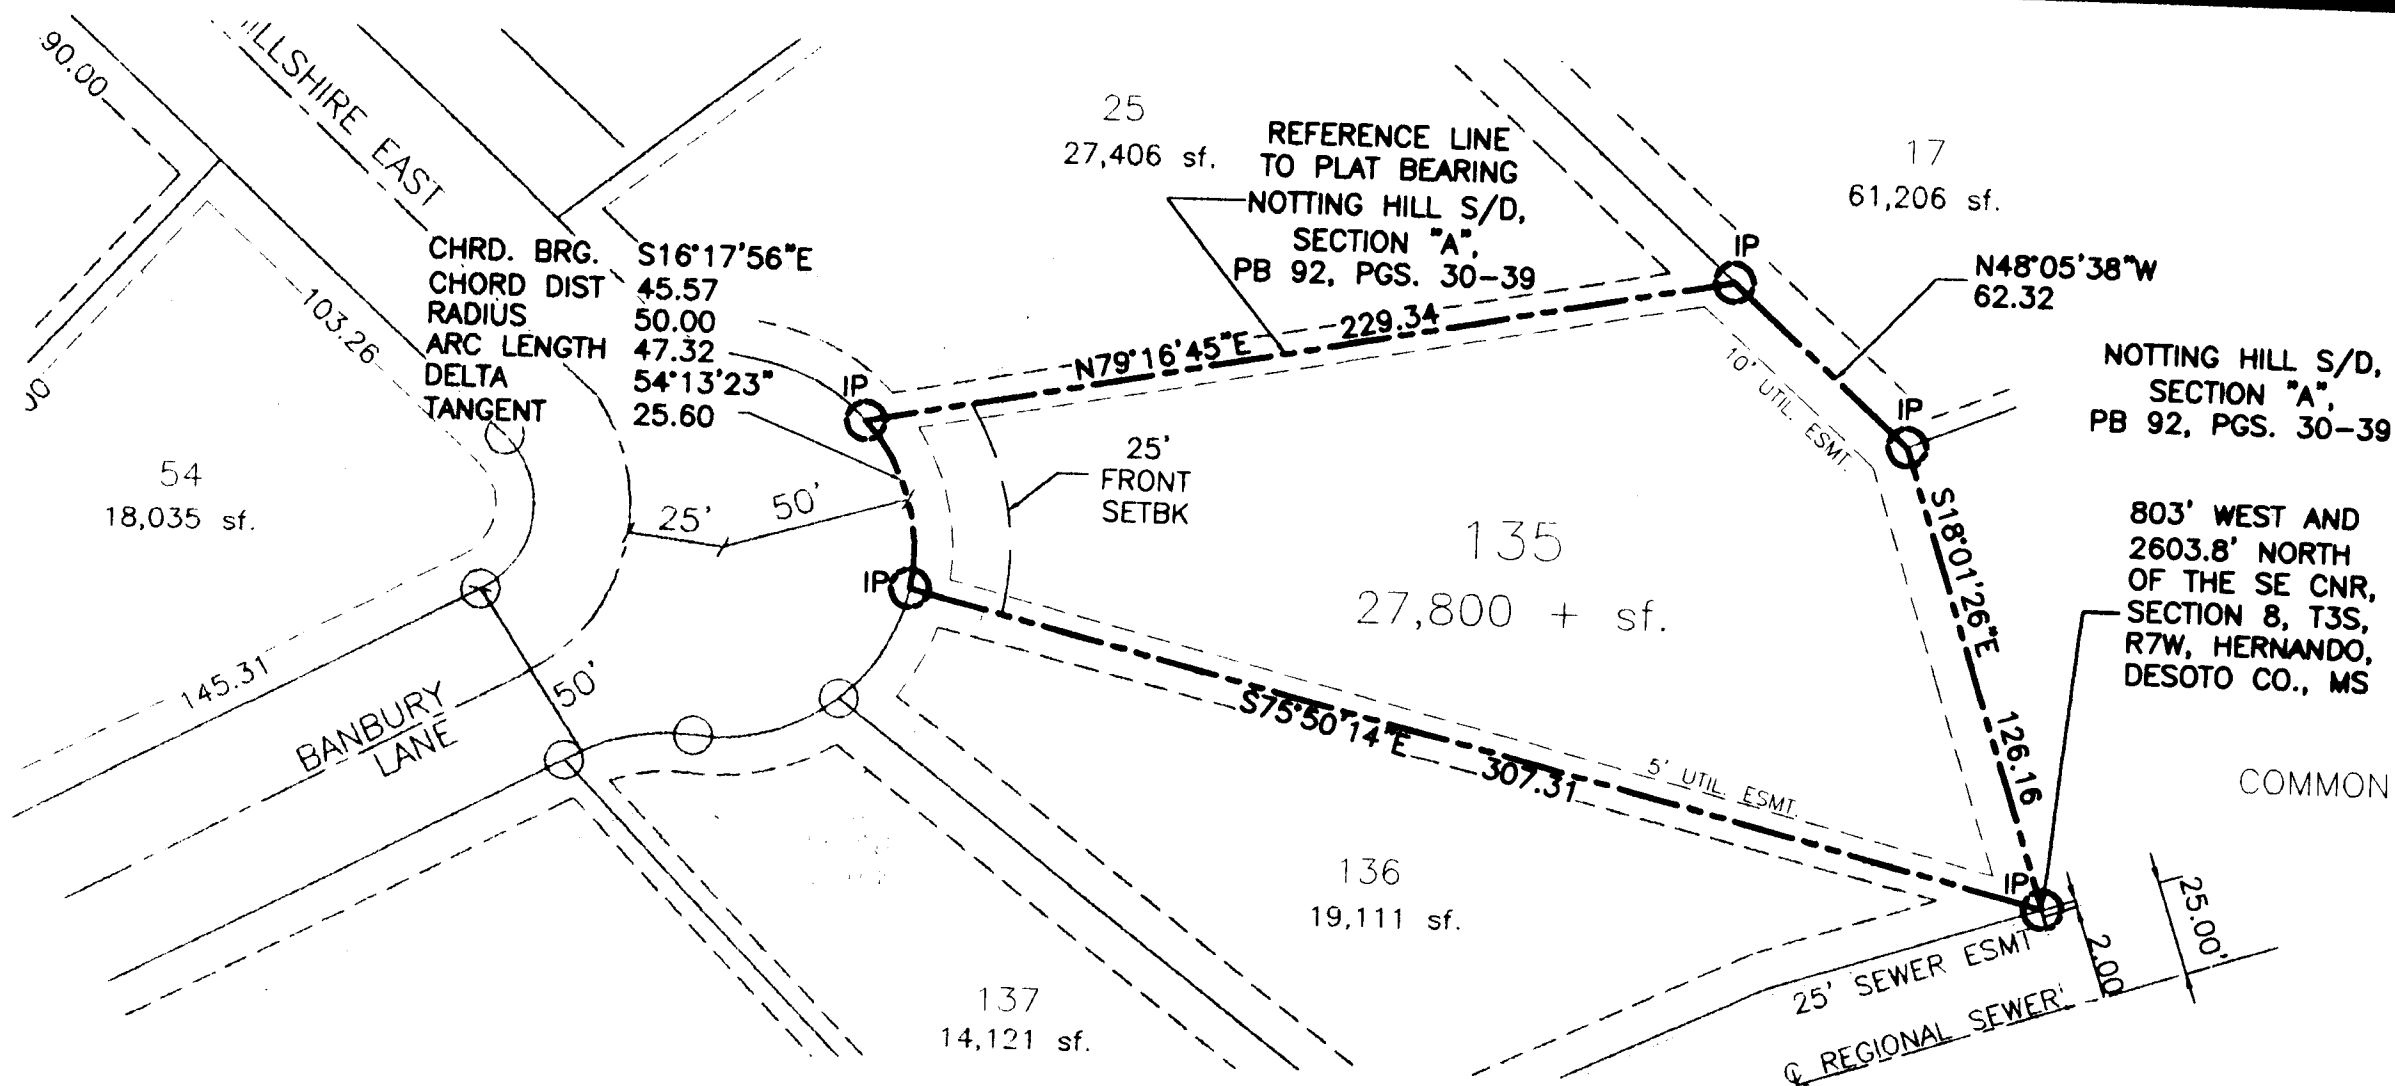 90.00
ILLSHIRE EAST
103.26
CHRD. BRG. S16°17'56"E
CHORD DIST 45.57
RADIUS 50.00
ARC LENGTH 47.32
DELTA 54°13'23"
TANGENT 25.60
25
27,406 sf.
REFERENCE LINE
TO PLAT BEARING
NOTTING HILL S/D,
SECTION "A",
PB 92, PGS. 30-39
17
61,206 sf.
IP
N48°05'38"W
62.32
N79°16'45"E
229.34
10' UTIL. ESMT.
IP
IP
NOTTING HILL S/D,
SECTION "A",
PB 92, PGS. 30-39
54
18,035 sf.
25'
50'
25'
FRONT
SETBK
135
27,800 + sf.
S18°01'26"E
126.16
803' WEST AND
2603.8' NORTH
OF THE SE CNR,
SECTION 8, T3S,
R7W, HERNANDO,
DESOTO CO., MS
IP
145.31
BANBURY
LANE
50'
S75°50'14"E
307.31
5' UTIL. ESMT.
COMMON
136
19,111 sf.
IP
25.00'
2.00
137
14,121 sf.
25' SEWER ESMT
℄ REGIONAL SEWER